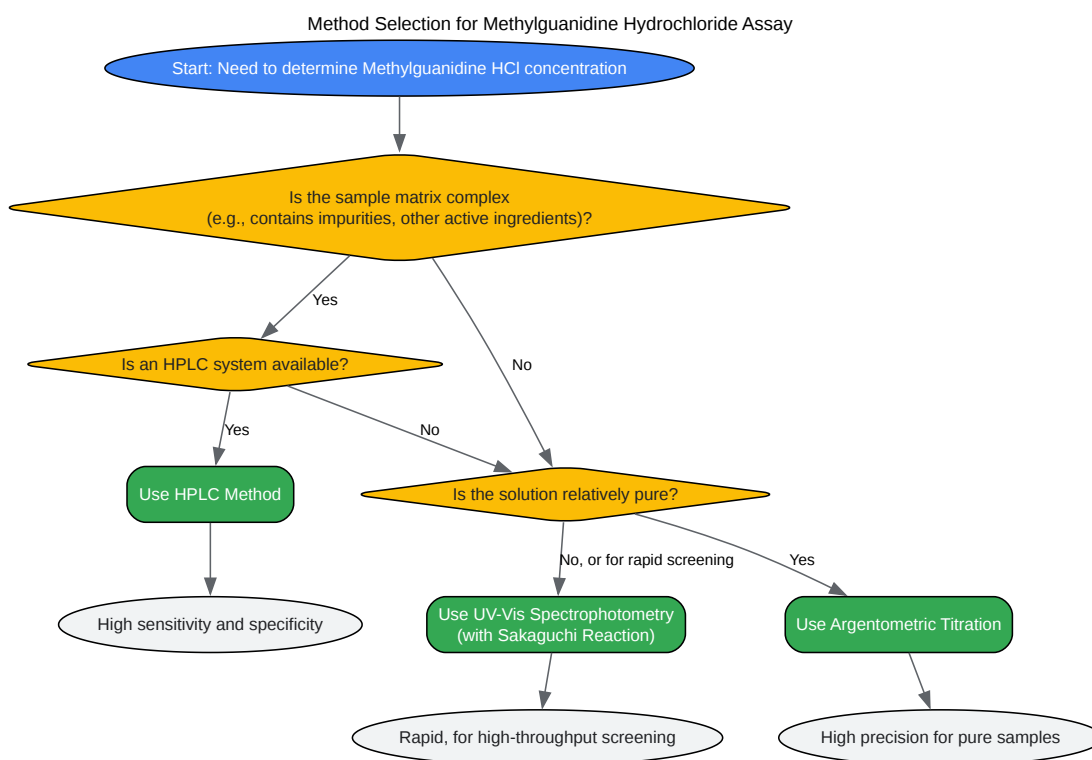 Method Selection for Methylguanidine Hydrochloride Assay
Start: Need to determine Methylguanidine HCl concentration
Is the sample matrix complex
(e.g., contains impurities, other active ingredients)?
Yes
No
Is an HPLC system available?
Yes
No
Use HPLC Method
Is the solution relatively pure?
No, or for rapid screening
Yes
High sensitivity and specificity
Use UV-Vis Spectrophotometry
(with Sakaguchi Reaction)
Use Argentometric Titration
Rapid, for high-throughput screening
High precision for pure samples